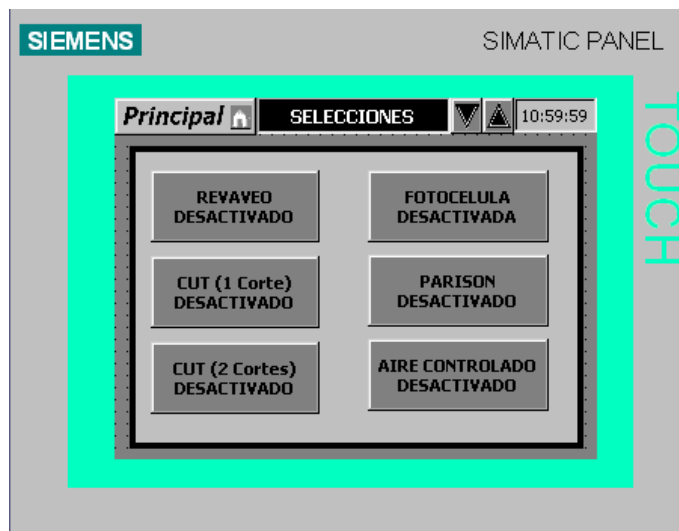 SIEMENS
SIMATIC PANEL
TOUCH
Principal
SELECCIONES
10:59:59
REVAVEO
DESACTIVADO
FOTOCELULA
DESACTIVADA
CUT (1 Corte)
DESACTIVADO
PARISON
DESACTIVADO
CUT (2 Cortes)
DESACTIVADO
AIRE CONTROLADO
DESACTIVADO